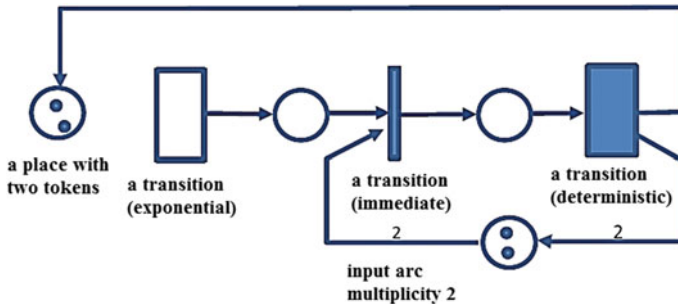 a place with
two tokens
a transition
(exponential)
a transition
(immediate)
a transition
(deterministic)
2
2
input arc
multiplicity 2